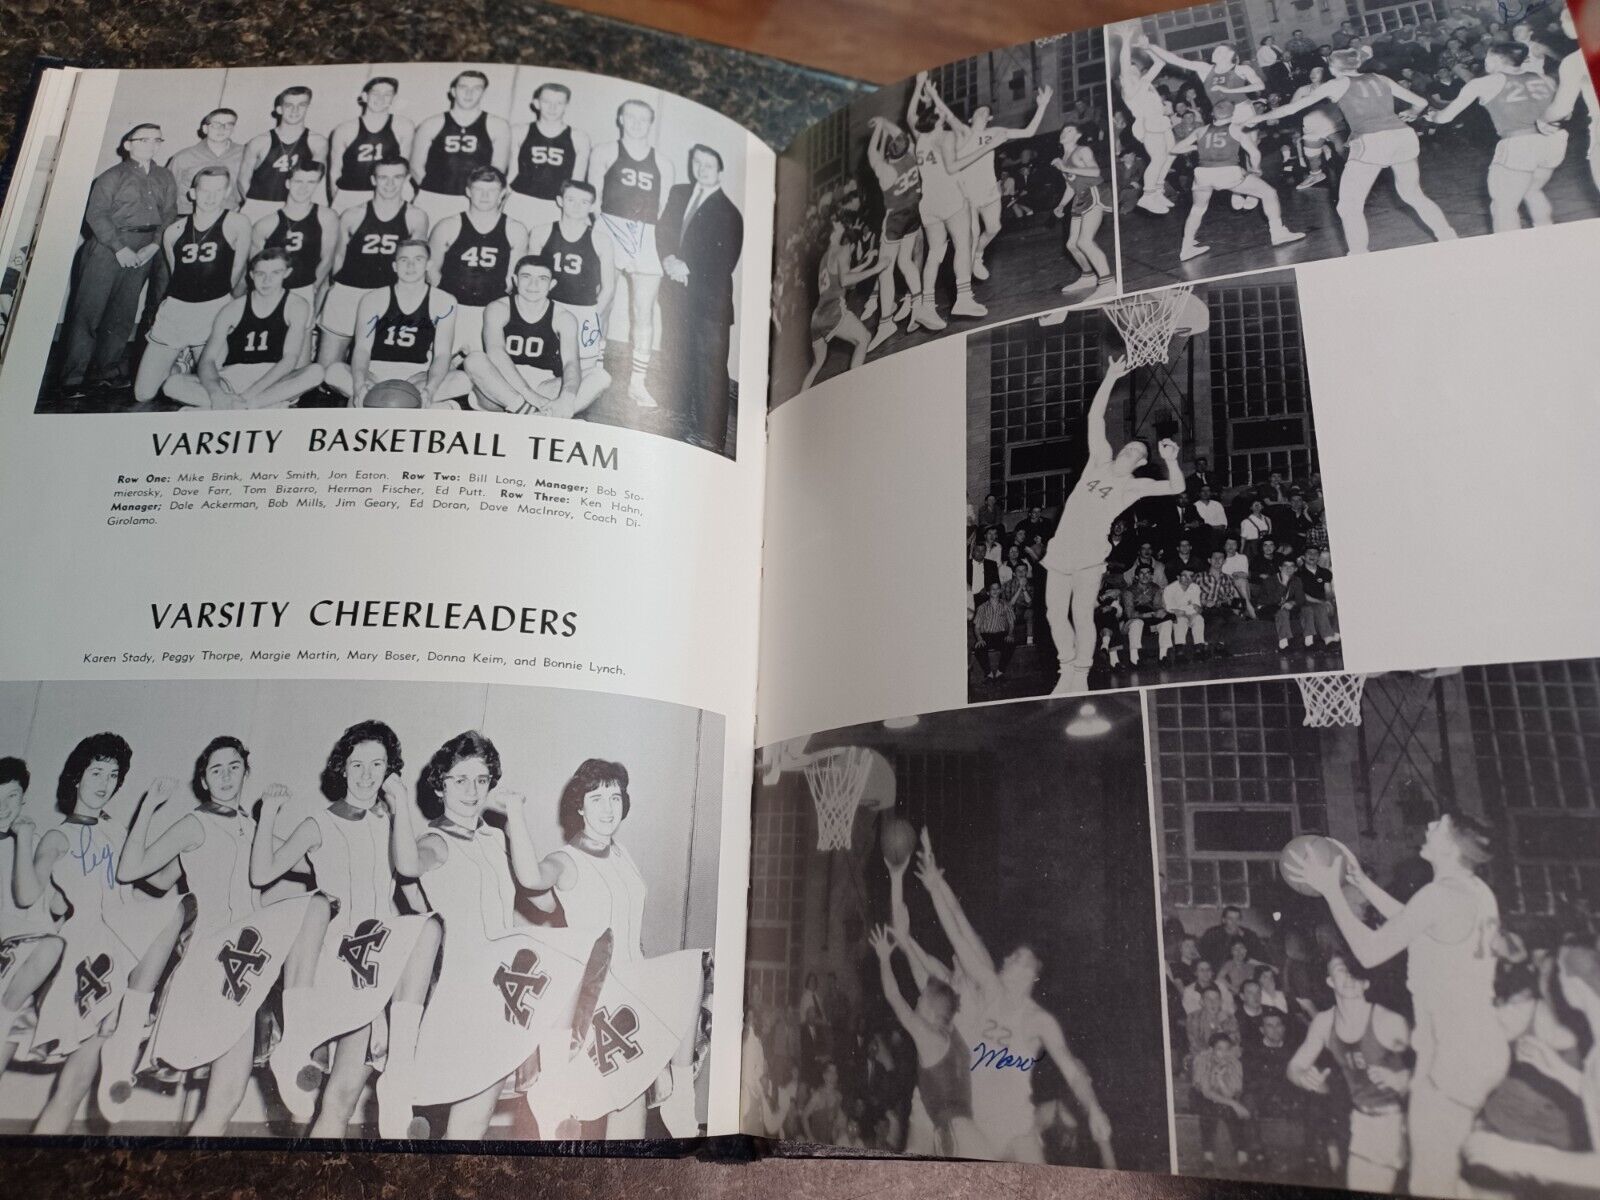 41 21 53 55 35
33 3 25 45 13
11 15 00
Marv
Ed
VARSITY BASKETBALL TEAM
Row One: Mike Brink, Marv Smith, Jon Eaton. Row Two: Bill Long, Manager; Bob Sto-
mierosky, Dave Farr, Tom Bizarro, Herman Fischer, Ed Putt. Row Three: Ken Hahn,
Manager; Dale Ackerman, Bob Mills, Jim Geary, Ed Doran, Dave MacInroy, Coach Di-
Girolamo.
VARSITY CHEERLEADERS
Karen Stady, Peggy Thorpe, Margie Martin, Mary Boser, Donna Keim, and Bonnie Lynch.
Peg
A A A A A
33 54 12
23 15 11 25
44
Marv
15